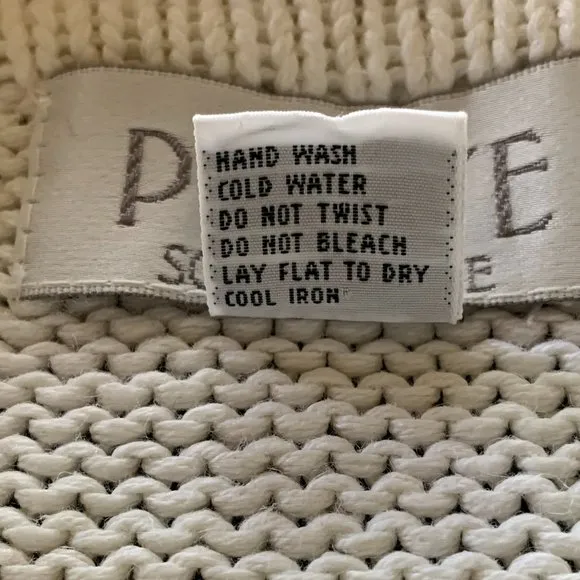 HAND WASH
COLD WATER
DO NOT TWIST
DO NOT BLEACH
LAY FLAT TO DRY
COOL IRON